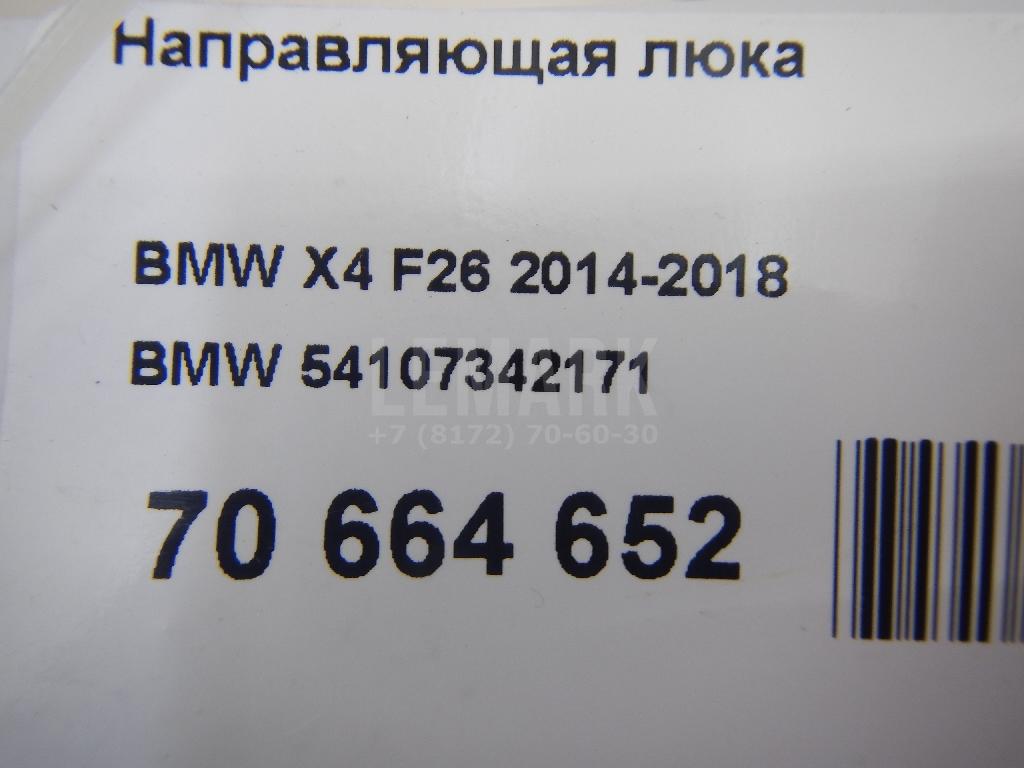 Направляющая люка
BMW X4 F26 2014-2018
BMW 54107342171
LEMARK
+7 (8172) 70-60-30
70 664 652